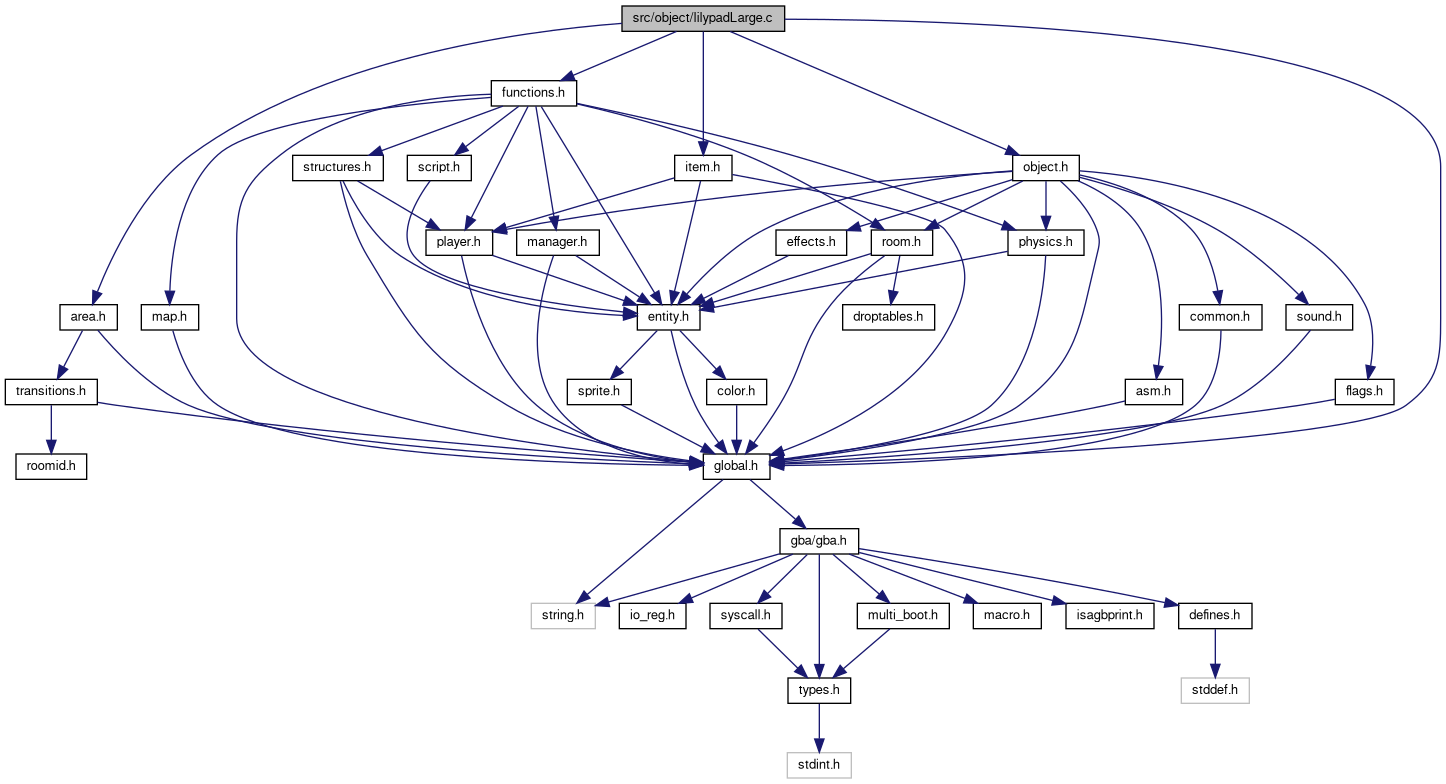 src/object/lilypadLarge.c
functions.h
structures.h
script.h
item.h
object.h
player.h
manager.h
effects.h
room.h
physics.h
area.h
map.h
entity.h
droptables.h
common.h
sound.h
transitions.h
sprite.h
color.h
asm.h
flags.h
roomid.h
global.h
gba/gba.h
string.h
io_reg.h
syscall.h
multi_boot.h
macro.h
isagbprint.h
defines.h
types.h
stddef.h
stdint.h